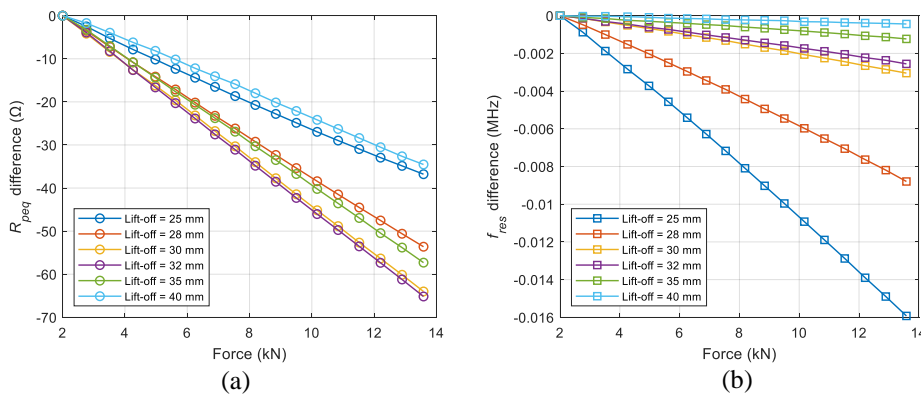 0
-10
-20
-30
-40
-50
-60
-70
R_peq difference (Ω)
Lift-off = 25 mm
Lift-off = 28 mm
Lift-off = 30 mm
Lift-off = 32 mm
Lift-off = 35 mm
Lift-off = 40 mm
2 4 6 8 10 12 14
Force (kN)
(a)
0
-0.002
-0.004
-0.006
-0.008
-0.01
-0.012
-0.014
-0.016
f_res difference (MHz)
Lift-off = 25 mm
Lift-off = 28 mm
Lift-off = 30 mm
Lift-off = 32 mm
Lift-off = 35 mm
Lift-off = 40 mm
2 4 6 8 10 12 14
Force (kN)
(b)